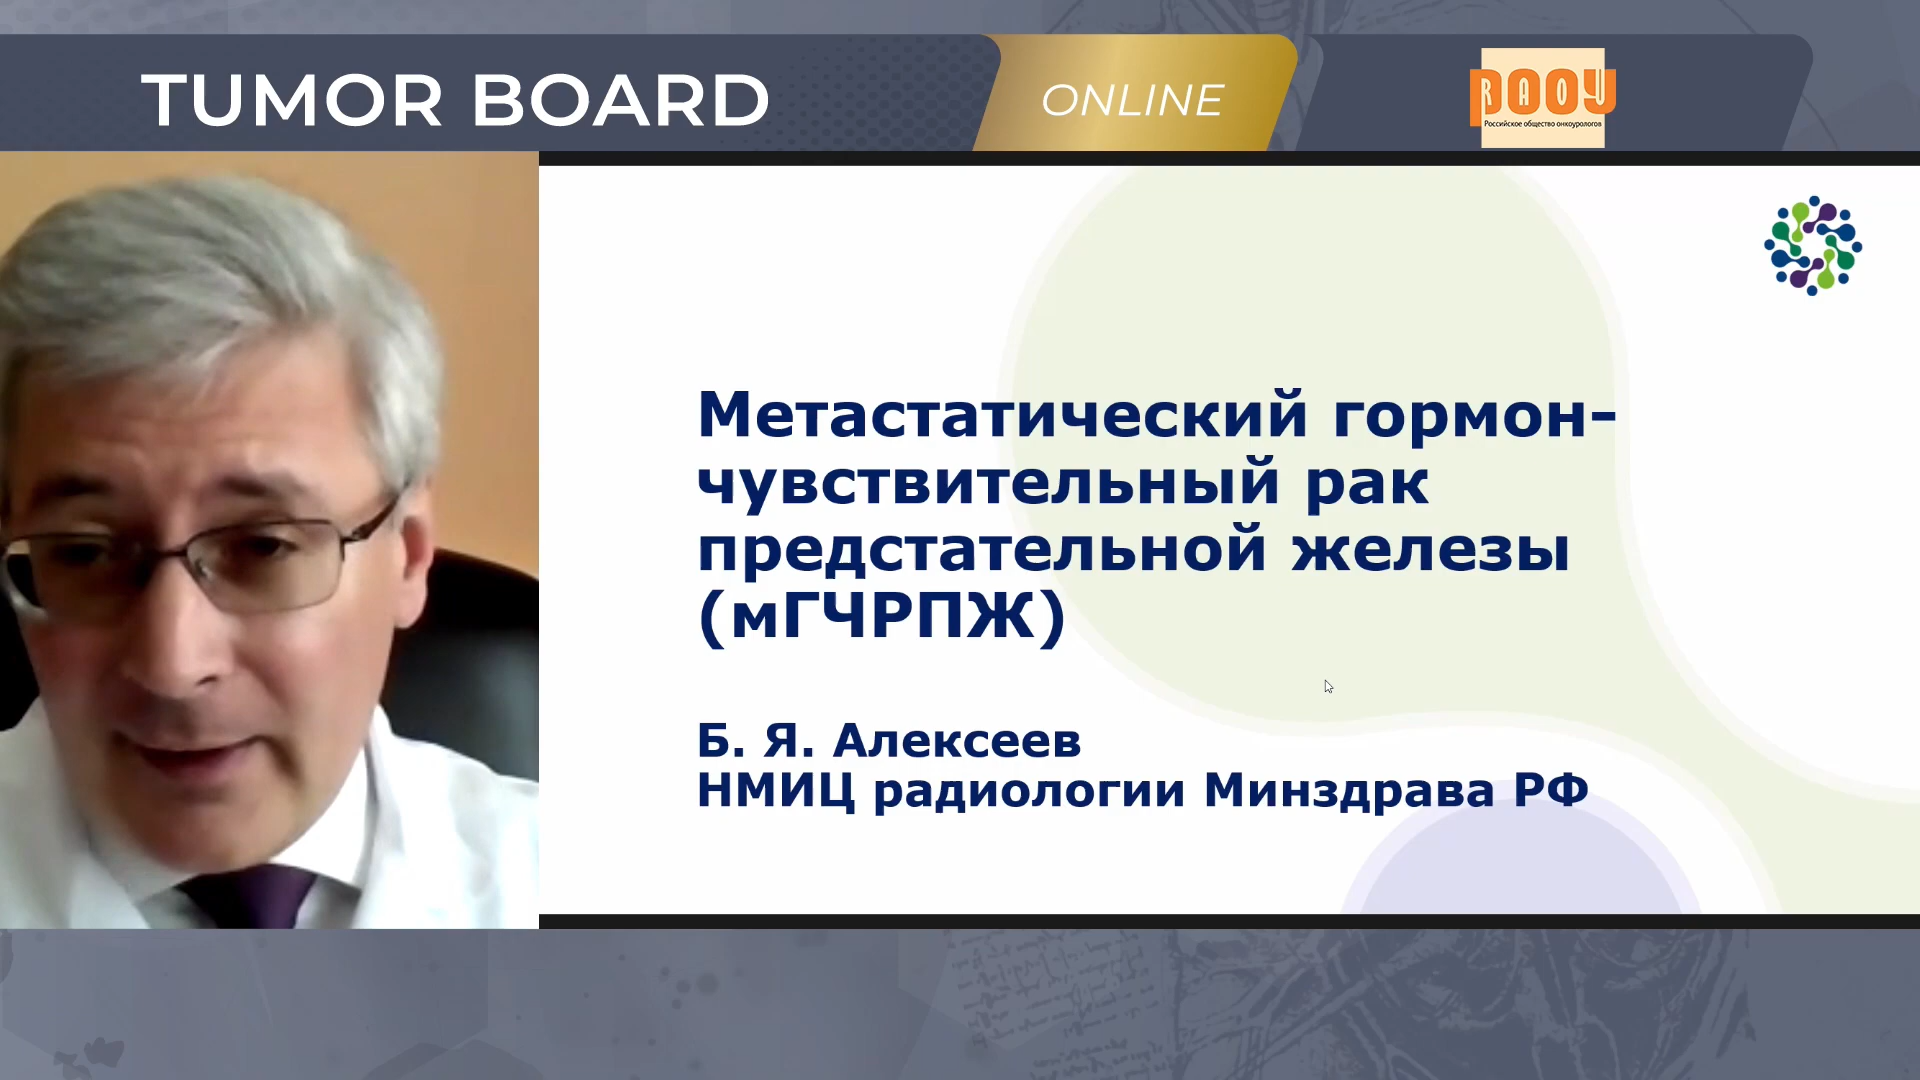 TUMOR BOARD
ONLINE
РООУ
RAOU
Российское общество онкоурологов
Метастатический гормон-
чувствительный рак
предстательной железы
(мГЧРПЖ)
Б. Я. Алексеев
НМИЦ радиологии Минздрава РФ